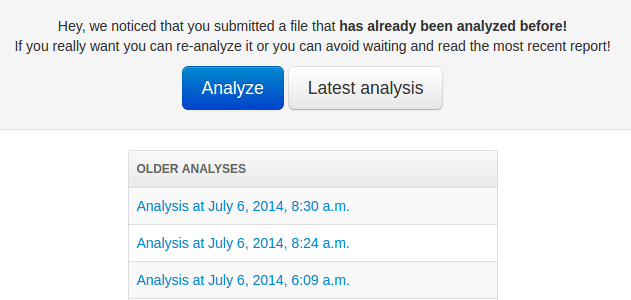 Hey, we noticed that you submitted a file that has already been analyzed before!
If you really want you can re-analyze it or you can avoid waiting and read the most recent report!
Analyze
Latest analysis
OLDER ANALYSES
Analysis at July 6, 2014, 8:30 a.m.
Analysis at July 6, 2014, 8:24 a.m.
Analysis at July 6, 2014, 6:09 a.m.